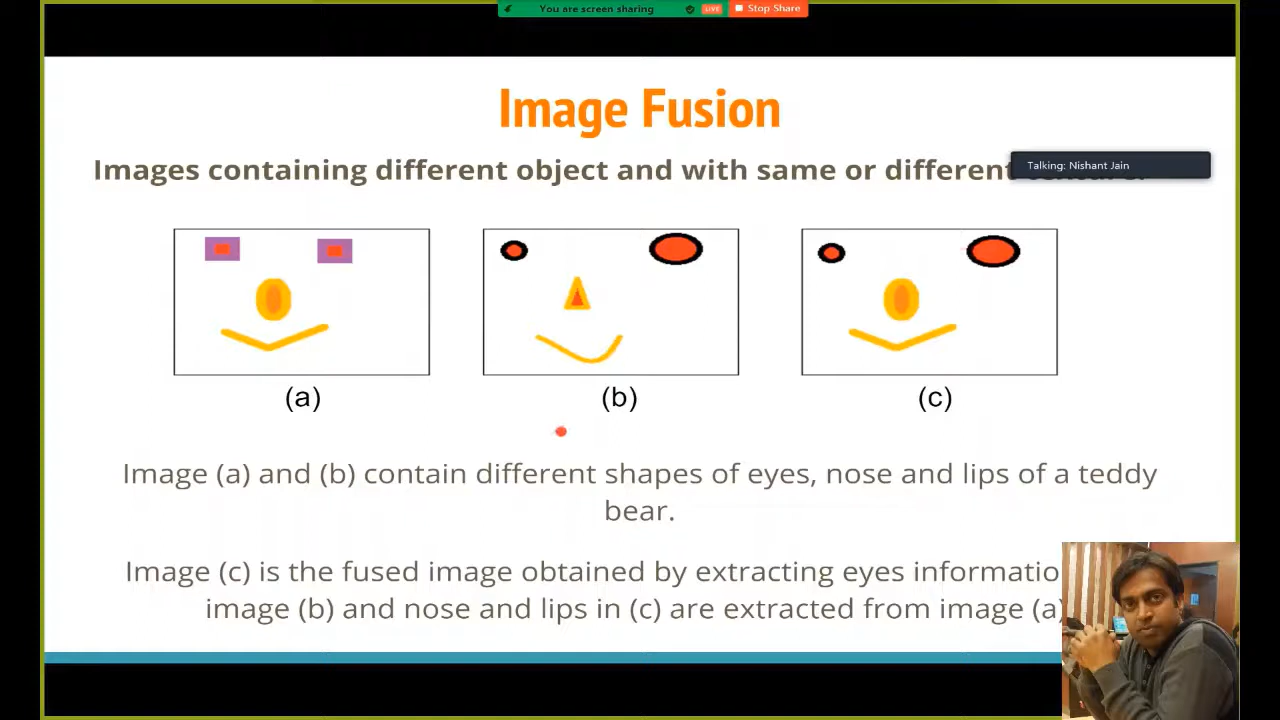 You are screen sharing LIVE Stop Share
Image Fusion
Images containing different object and with same or different
Talking: Nishant Jain
(a) (b) (c)
Image (a) and (b) contain different shapes of eyes, nose and lips of a teddy
bear.
Image (c) is the fused image obtained by extracting eyes informatio
image (b) and nose and lips in (c) are extracted from image (a)